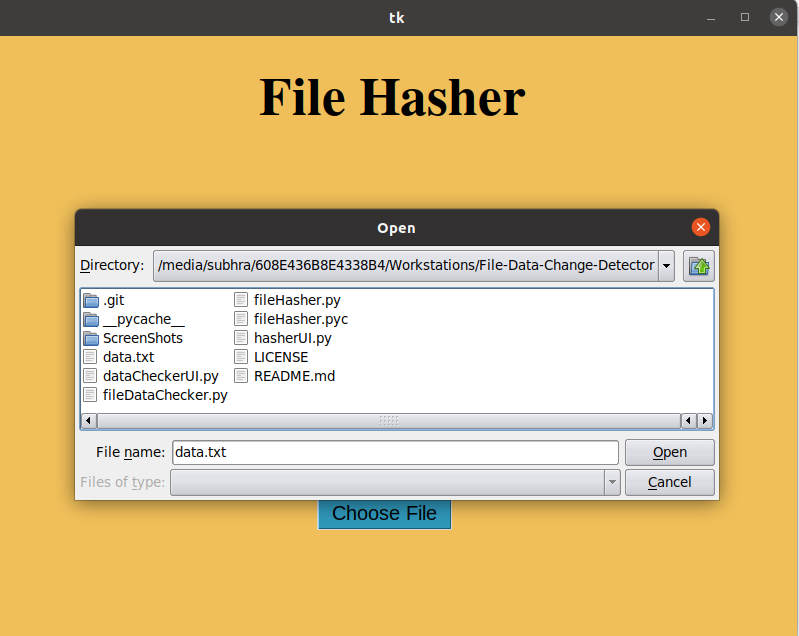 tk
File Hasher
Open
Directory: /media/subhra/608E436B8E4338B4/Workstations/File-Data-Change-Detector
.git
__pycache__
ScreenShots
data.txt
dataCheckerUI.py
fileDataChecker.py
fileHasher.py
fileHasher.pyc
hasherUI.py
LICENSE
README.md
File name: data.txt Open
Files of type: Cancel
Choose File